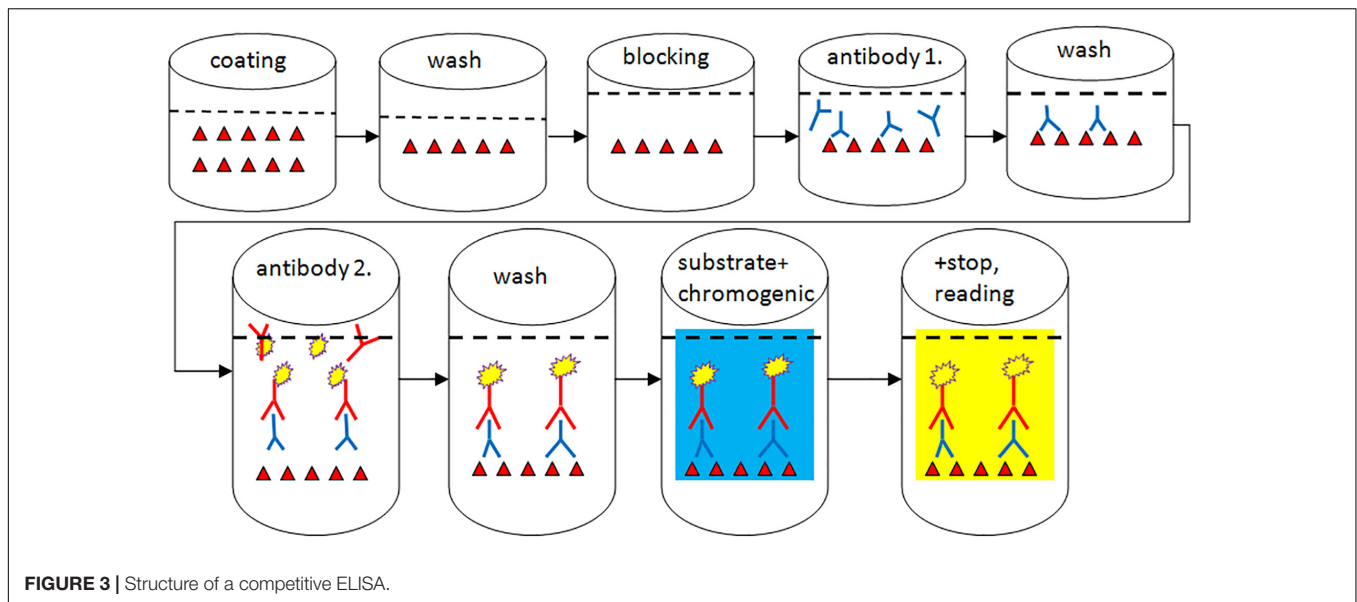 coating
wash
blocking
antibody 1.
wash
antibody 2.
wash
substrate+
chromogenic
+stop,
reading
FIGURE 3 | Structure of a competitive ELISA.